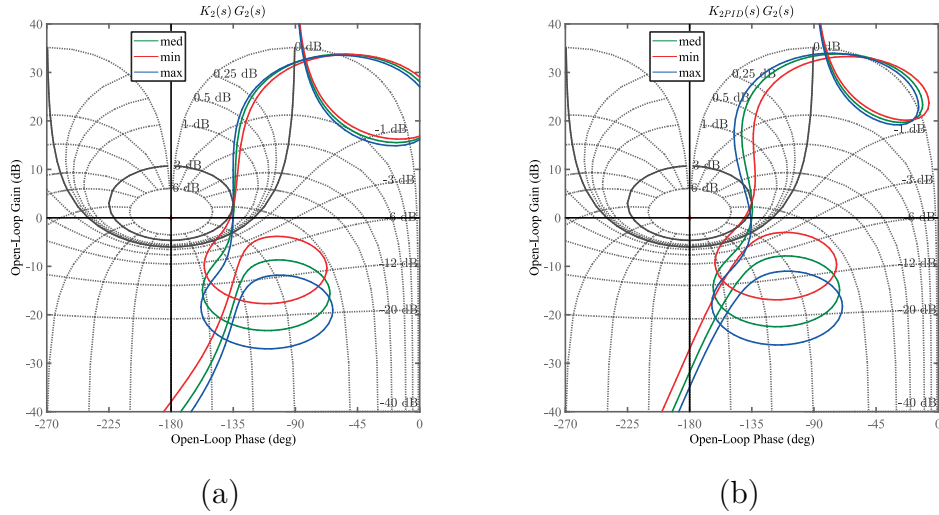 K₂(s) G₂(s)
40
30
20
10
0
-10
-20
-30
-40
Open-Loop Gain (dB)
med
min
max
0 dB
0.25 dB
0.5 dB
1 dB
3 dB
6 dB
-1 dB
-3 dB
-6 dB
-12 dB
-20 dB
-40 dB
-270 -225 -180 -135 -90 -45 0
Open-Loop Phase (deg)
(a)
K₂PID(s) G₂(s)
40
30
20
10
0
-10
-20
-30
-40
Open-Loop Gain (dB)
med
min
max
0 dB
0.25 dB
0.5 dB
1 dB
3 dB
6 dB
-1 dB
-3 dB
-6 dB
-12 dB
-20 dB
-40 dB
-270 -225 -180 -135 -90 -45 0
Open-Loop Phase (deg)
(b)